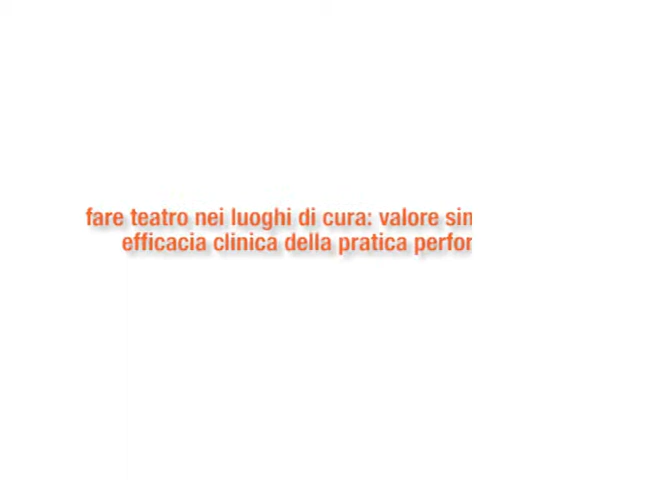 fare teatro nei luoghi di cura: valore sin
efficacia clinica della pratica perfor